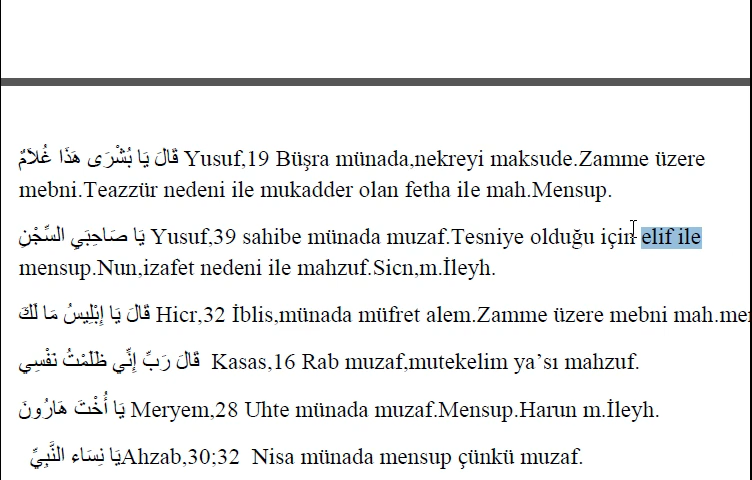 قَالَ يَا بُشْرَى هَذَا غُلَامٌ Yusuf,19 Büşra münada,nekreyi maksude.Zamme üzere
mebni.Teazzür nedeni ile mukadder olan fetha ile mah.Mensup.
يَا صَاحِبَيِ السِّجْنِ Yusuf,39 sahibe münada muzaf.Tesniye olduğu için elif ile
mensup.Nun,izafet nedeni ile mahzuf.Sicn,m.İleyh.
قَالَ يَا إِبْلِيسُ مَا لَكَ Hicr,32 İblis,münada müfret alem.Zamme üzere mebni
قَالَ رَبِّ إِنِّي ظَلَمْتُ نَفْسِي Kasas,16 Rab muzaf,mutekelim ya’sı mahzuf.
يَا أُخْتَ هَارُونَ Meryem,28 Uhte münada muzaf.Mensup.Harun m.İleyh.
يَا نِسَاء النَّبِيِّ Ahzab,30;32 Nisa münada mensup çünkü muzaf.